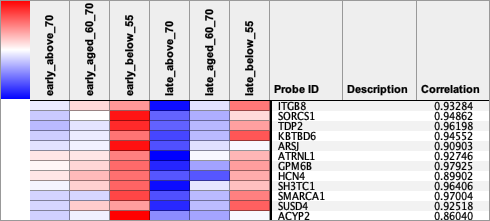 early_above_70
early_aged_60_70
early_below_55
late_above_70
late_aged_60_70
late_below_55
Probe ID Description Correlation
ITGB8 0.93284
SORCS1 0.94862
TDP2 0.96198
KBTBD6 0.94552
ARSJ 0.90903
ATRNL1 0.92746
GPM6B 0.97925
HCN4 0.89902
SH3TC1 0.96406
SMARCA1 0.97004
SUSD4 0.92518
ACYP2 0.86040